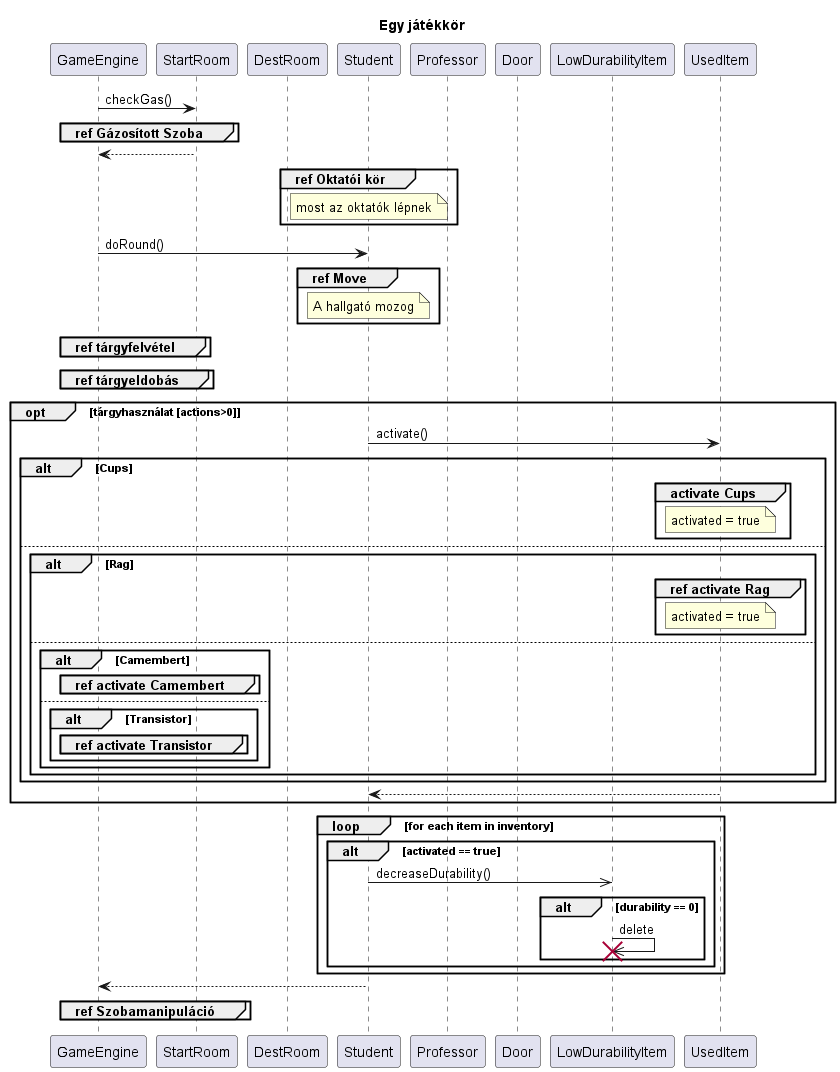 Egy játékkör
GameEngine StartRoom DestRoom Student Professor Door LowDurabilityItem UsedItem
checkGas()
ref Gázosított Szoba
ref Oktatói kör
most az oktatók lépnek
doRound()
ref Move
A hallgató mozog
ref tárgyfelvétel
ref tárgyeldobás
opt [tárgyhasználat [actions>0]]
activate()
alt [Cups]
activate Cups
activated = true
alt [Rag]
ref activate Rag
activated = true
alt [Camembert]
ref activate Camembert
alt [Transistor]
ref activate Transistor
loop [for each item in inventory]
alt [activated == true]
decreaseDurability()
alt [durability == 0]
delete
ref Szobamanipuláció
GameEngine StartRoom DestRoom Student Professor Door LowDurabilityItem UsedItem